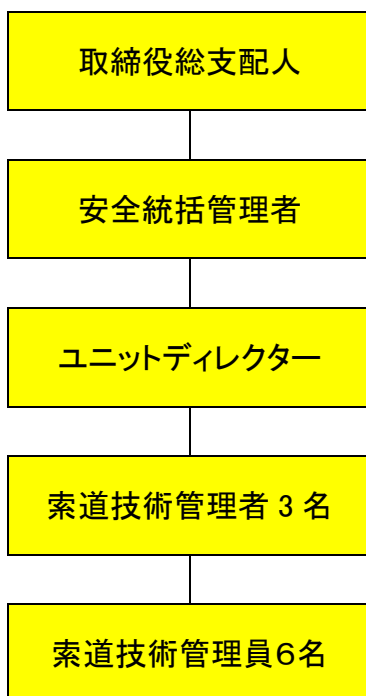 取締役総支配人
安全統括管理者
ユニットディレクター
索道技術管理者 3 名
索道技術管理員６名